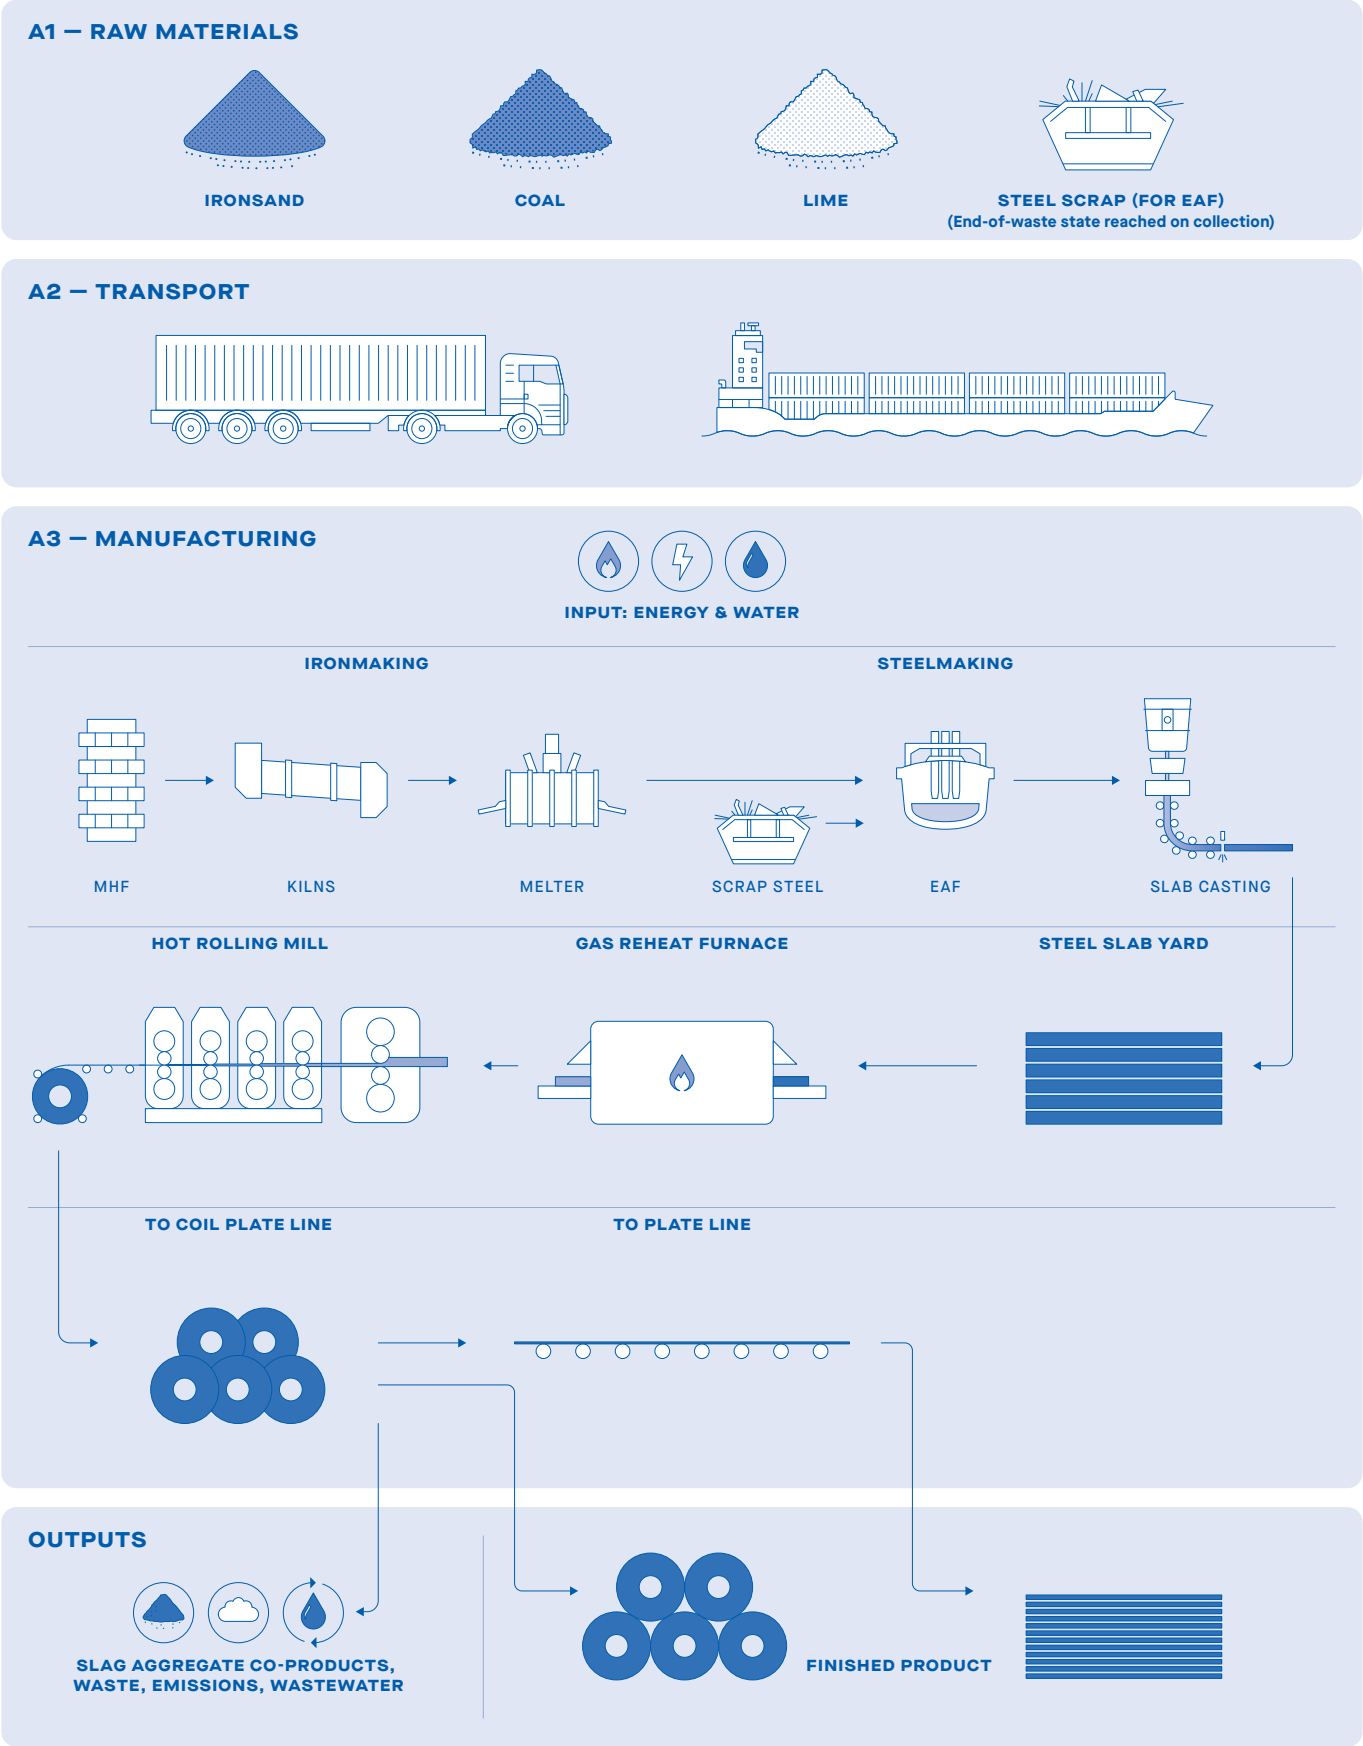 A1 — RAW MATERIALS
IRONSAND
COAL
LIME
STEEL SCRAP (FOR EAF)
(End-of-waste state reached on collection)
A2 — TRANSPORT
A3 — MANUFACTURING
INPUT: ENERGY & WATER
IRONMAKING
STEELMAKING
MHF
KILNS
MELTER
SCRAP STEEL
EAF
SLAB CASTING
HOT ROLLING MILL
GAS REHEAT FURNACE
STEEL SLAB YARD
TO COIL PLATE LINE
TO PLATE LINE
OUTPUTS
SLAG AGGREGATE CO-PRODUCTS,
WASTE, EMISSIONS, WASTEWATER
FINISHED PRODUCT